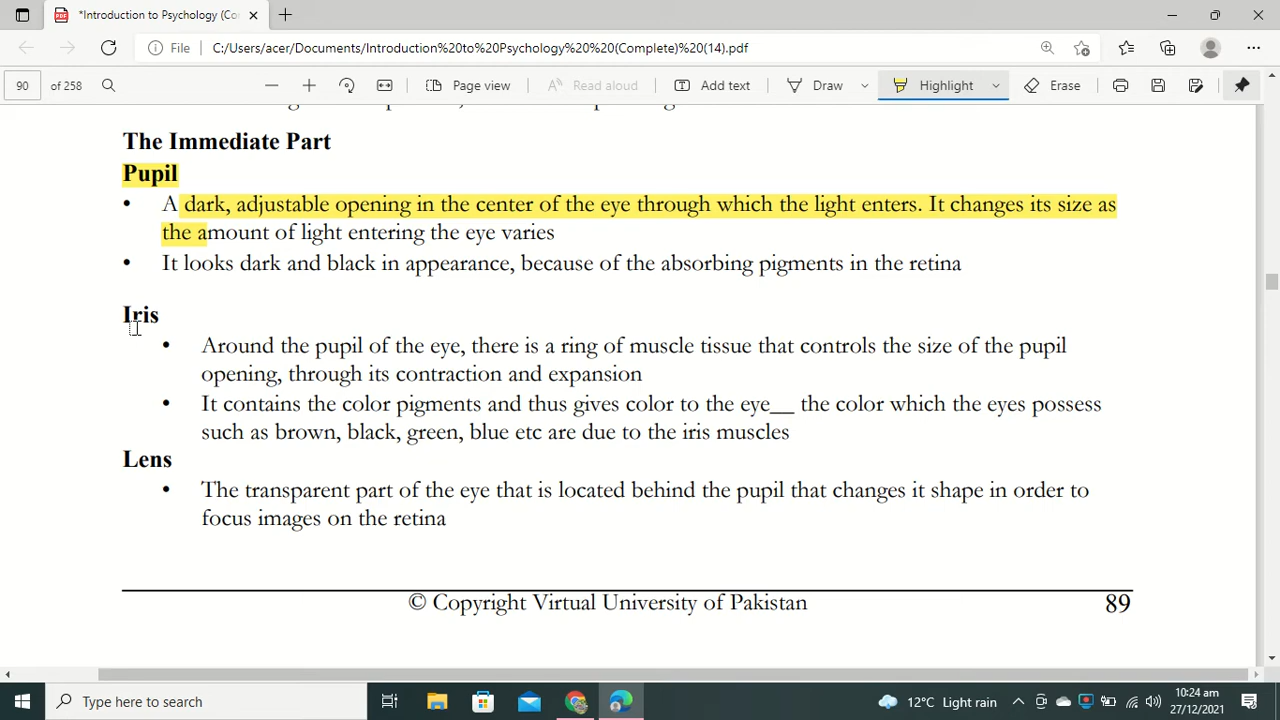 *Introduction to Psychology (Co
File C:/Users/acer/Documents/Introduction%20to%20Psychology%20%20(Complete)%20(14).pdf
90 of 258 Page view Read aloud Add text Draw Highlight Erase
The Immediate Part
Pupil
• A dark, adjustable opening in the center of the eye through which the light enters. It changes its size as
the amount of light entering the eye varies
• It looks dark and black in appearance, because of the absorbing pigments in the retina
Iris
• Around the pupil of the eye, there is a ring of muscle tissue that controls the size of the pupil
opening, through its contraction and expansion
• It contains the color pigments and thus gives color to the eye__ the color which the eyes possess
such as brown, black, green, blue etc are due to the iris muscles
Lens
• The transparent part of the eye that is located behind the pupil that changes it shape in order to
focus images on the retina
© Copyright Virtual University of Pakistan 89
Type here to search 12°C Light rain 10:24 am
27/12/2021